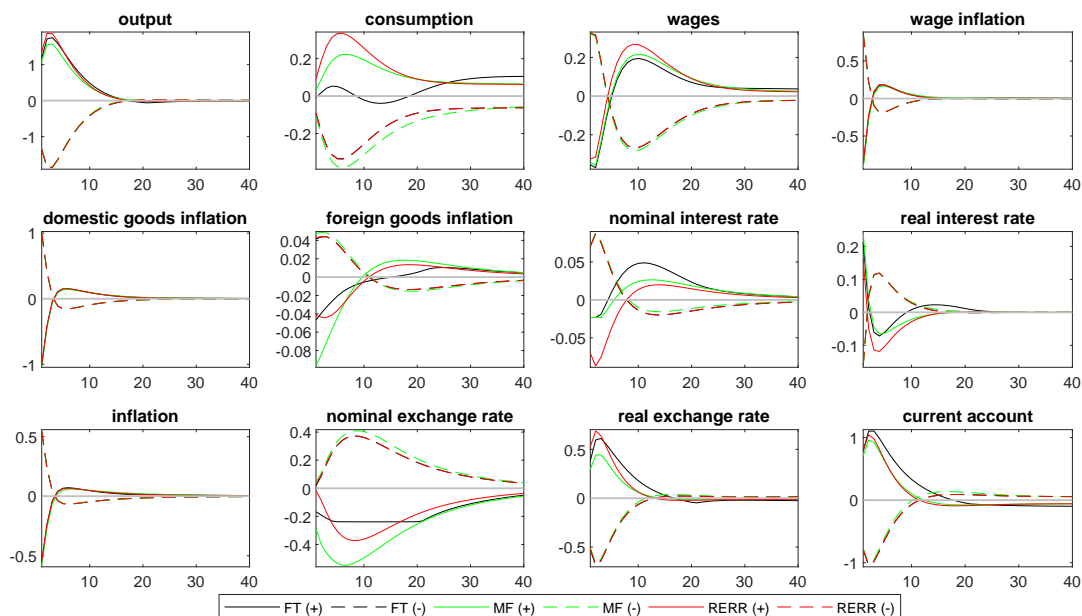 output
consumption
wages
wage inflation
1
0
-1
10 20 30 40
0.2
0
-0.2
10 20 30 40
0.2
0
-0.2
10 20 30 40
0.5
0
-0.5
10 20 30 40
domestic goods inflation
foreign goods inflation
nominal interest rate
real interest rate
1
0
-1
10 20 30 40
0.04
0.02
0
-0.02
-0.04
-0.06
-0.08
10 20 30 40
0.05
0
-0.05
10 20 30 40
0.2
0.1
0
-0.1
10 20 30 40
inflation
nominal exchange rate
real exchange rate
current account
0.5
0
-0.5
10 20 30 40
0.4
0.2
0
-0.2
-0.4
10 20 30 40
0.5
0
-0.5
10 20 30 40
1
0
-1
10 20 30 40
FT (+) FT (-) MF (+) MF (-) RERR (+) RERR (-)